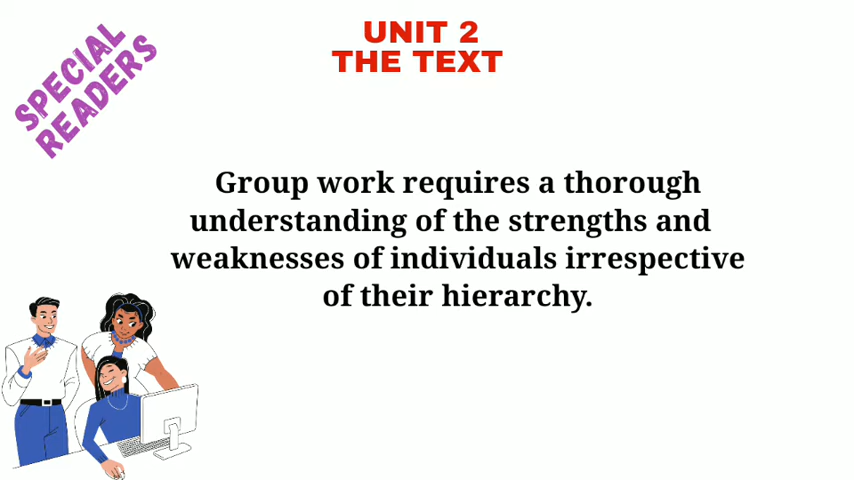 SPECIAL
READERS
UNIT 2
THE TEXT
Group work requires a thorough
understanding of the strengths and
weaknesses of individuals irrespective
of their hierarchy.